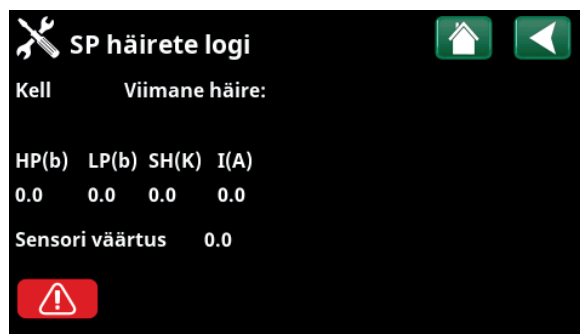 SP häirete logi
Kell Viimane häire:
HP(b) LP(b) SH(K) I(A)
0.0 0.0 0.0 0.0
Sensori väärtus 0.0